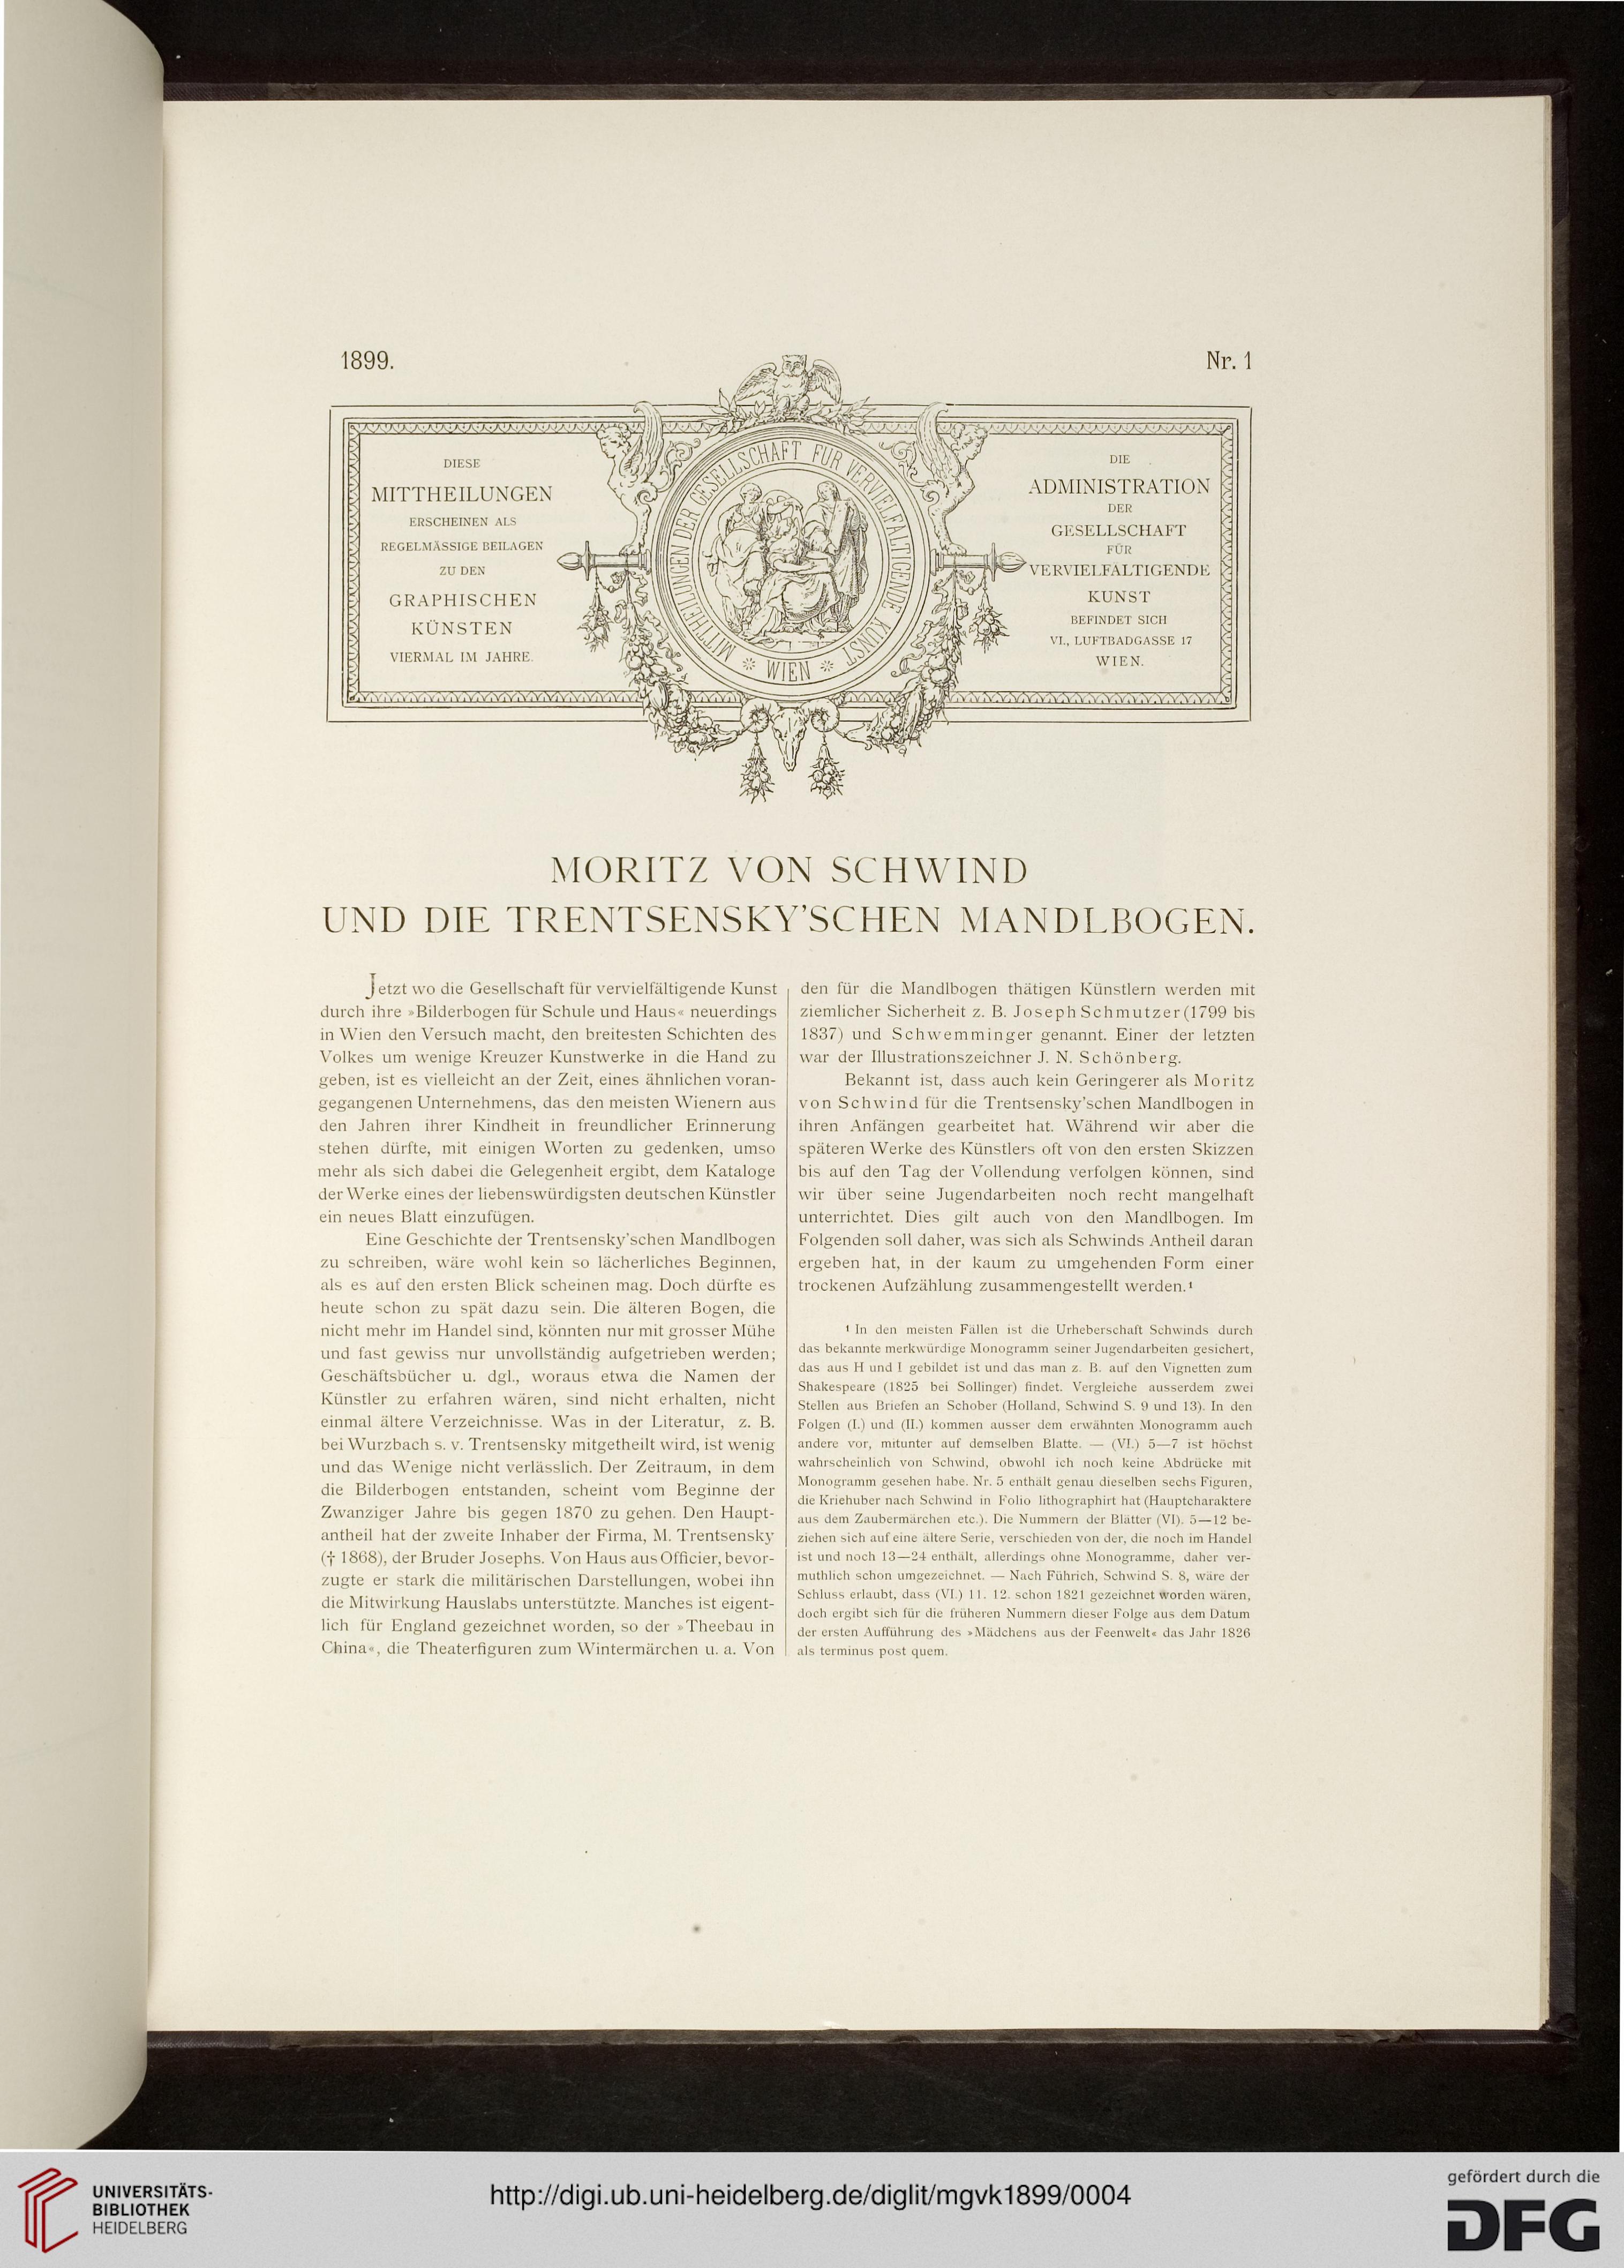 1899.
Nr. 1
DIESE
MITTHEILUNGEN
ERSCHEINEN ALS
REGELMÄSSIGE BEILAGEN
ZU DEN
GRAPHISCHEN
KÜNSTEN
VIERMAL IM JAHRE.
MITTHEILUNGEN DER GESELLSCHAFT FÜR VERVIELFÄLTIGENDE KUNST
* WIEN *
DIE
ADMINISTRATION
DER
GESELLSCHAFT
FÜR
VERVIELFÄLTIGENDE
KUNST
BEFINDET SICH
VI., LUFTBADGASSE 17
WIEN.
MORITZ VON SCHWIND
UND DIE TRENTSENSKY'SCHEN MANDLBOGEN.
Jetzt wo die Gesellschaft für vervielfältigende Kunst
durch ihre »Bilderbogen für Schule und Haus« neuerdings
in Wien den Versuch macht, den breitesten Schichten des
Volkes um wenige Kreuzer Kunstwerke in die Hand zu
geben, ist es vielleicht an der Zeit, eines ähnlichen voran-
gegangenen Unternehmens, das den meisten Wienern aus
den Jahren ihrer Kindheit in freundlicher Erinnerung
stehen dürfte, mit einigen Worten zu gedenken, umso
mehr als sich dabei die Gelegenheit ergibt, dem Kataloge
der Werke eines der liebenswürdigsten deutschen Künstler
ein neues Blatt einzufügen.
Eine Geschichte der Trentsensky'schen Mandlbogen
zu schreiben, wäre wohl kein so lächerliches Beginnen,
als es auf den ersten Blick scheinen mag. Doch dürfte es
heute schon zu spät dazu sein. Die älteren Bogen, die
nicht mehr im Handel sind, könnten nur mit grosser Mühe
und fast gewiss nur unvollständig aufgetrieben werden;
Geschäftsbücher u. dgl., woraus etwa die Namen der
Künstler zu erfahren wären, sind nicht erhalten, nicht
einmal ältere Verzeichnisse. Was in der Literatur, z. B.
bei Wurzbach s. v. Trentsensky mitgetheilt wird, ist wenig
und das Wenige nicht verlässlich. Der Zeitraum, in dem
die Bilderbogen entstanden, scheint vom Beginne der
Zwanziger Jahre bis gegen 1870 zu gehen. Den Haupt-
antheil hat der zweite Inhaber der Firma, M. Trentsensky
(† 1868), der Bruder Josephs. Von Haus aus Officier, bevor-
zugte er stark die militärischen Darstellungen, wobei ihn
die Mitwirkung Hauslabs unterstützte. Manches ist eigent-
lich für England gezeichnet worden, so der »Theebau in
China«, die Theaterfiguren zum Wintermärchen u. a. Von
den für die Mandlbogen thätigen Künstlern werden mit
ziemlicher Sicherheit z. B. Joseph Schmutzer (1799 bis
1837) und Schwemminger genannt. Einer der letzten
war der Illustrationszeichner J. N. Schönberg.
Bekannt ist, dass auch kein Geringerer als Moritz
von Schwind für die Trentsensky'schen Mandlbogen in
ihren Anfängen gearbeitet hat. Während wir aber die
späteren Werke des Künstlers oft von den ersten Skizzen
bis auf den Tag der Vollendung verfolgen können, sind
wir über seine Jugendarbeiten noch recht mangelhaft
unterrichtet. Dies gilt auch von den Mandlbogen. Im
Folgenden soll daher, was sich als Schwinds Antheil daran
ergeben hat, in der kaum zu umgehenden Form einer
trockenen Aufzählung zusammengestellt werden.¹
¹ In den meisten Fällen ist die Urheberschaft Schwinds durch
das bekannte merkwürdige Monogramm seiner Jugendarbeiten gesichert,
das aus H und I gebildet ist und das man z. B. auf den Vignetten zum
Shakespeare (1825 bei Sollinger) findet. Vergleiche ausserdem zwei
Stellen aus Briefen an Schober (Holland, Schwind S. 9 und 13). In den
Folgen (I.) und (II.) kommen ausser dem erwähnten Monogramm auch
andere vor, mitunter auf demselben Blatte. — (VI.) 5—7 ist höchst
wahrscheinlich von Schwind, obwohl ich noch keine Abdrücke mit
Monogramm gesehen habe. Nr. 5 enthält genau dieselben sechs Figuren,
die Kriehuber nach Schwind in Folio lithographirt hat (Hauptcharaktere
aus dem Zaubermärchen etc.). Die Nummern der Blätter (VI). 5—12 be-
ziehen sich auf eine ältere Serie, verschieden von der, die noch im Handel
ist und noch 13—24 enthält, allerdings ohne Monogramme, daher ver-
muthlich schon umgezeichnet. — Nach Führich, Schwind S. 8, wäre der
Schluss erlaubt, dass (VI.) 11. 12. schon 1821 gezeichnet worden wären,
doch ergibt sich für die früheren Nummern dieser Folge aus dem Datum
der ersten Aufführung des »Mädchens aus der Feenwelt« das Jahr 1826
als terminus post quem.
UNIVERSITÄTS-
BIBLIOTHEK
HEIDELBERG
http://digi.ub.uni-heidelberg.de/diglit/mgvk1899/0004
gefördert durch die
DFG